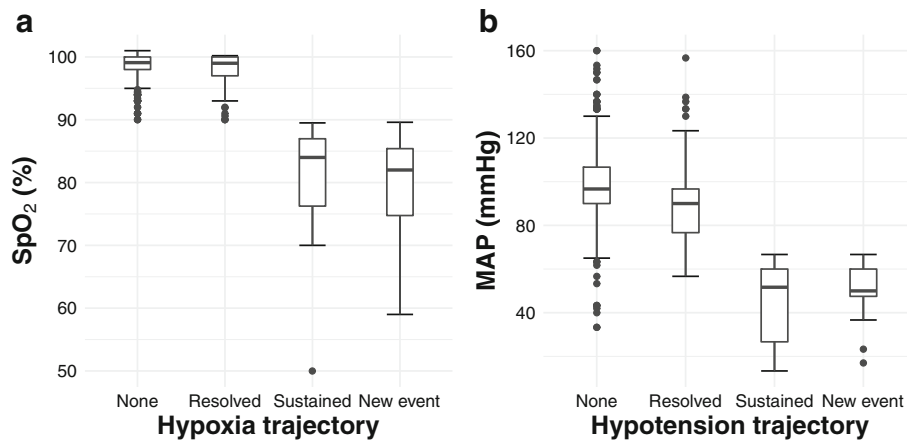 a
100
90
80
70
60
50
SpO₂ (%)
None Resolved Sustained New event
Hypoxia trajectory
b
160
120
80
40
MAP (mmHg)
None Resolved Sustained New event
Hypotension trajectory